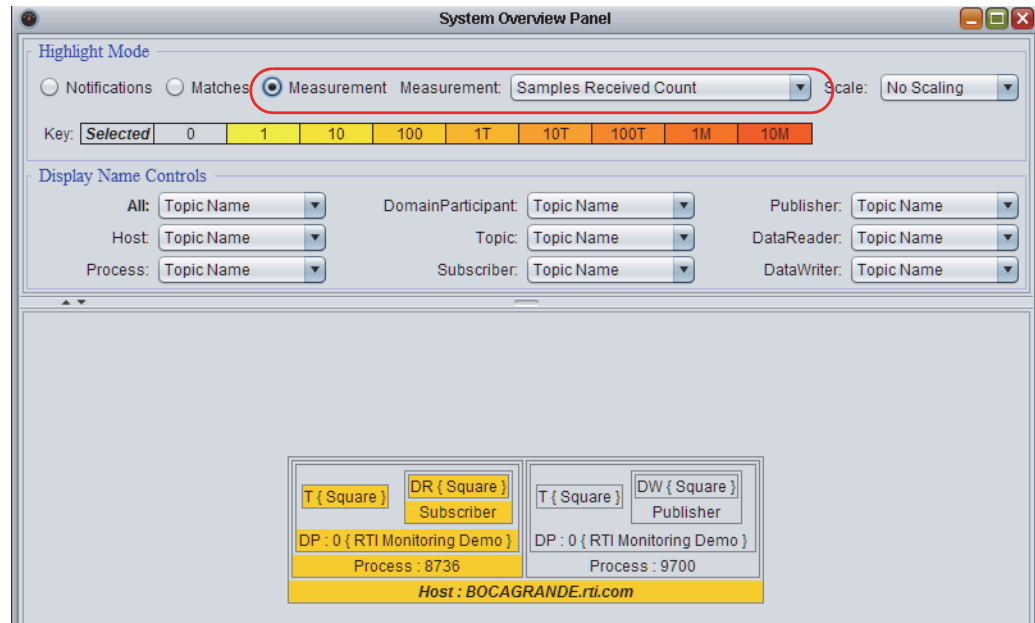 System Overview Panel
Highlight Mode
Notifications Matches Measurement Measurement: Samples Received Count Scale: No Scaling
Key: Selected 0 1 10 100 1T 10T 100T 1M 10M
Display Name Controls
All: Topic Name DomainParticipant: Topic Name Publisher: Topic Name
Host: Topic Name Topic: Topic Name DataReader: Topic Name
Process: Topic Name Subscriber: Topic Name DataWriter: Topic Name
T { Square } DR { Square } T { Square } DW { Square }
Subscriber Publisher
DP : 0 { RTI Monitoring Demo } DP : 0 { RTI Monitoring Demo }
Process : 8736 Process : 9700
Host : BOCAGRANDE.rti.com